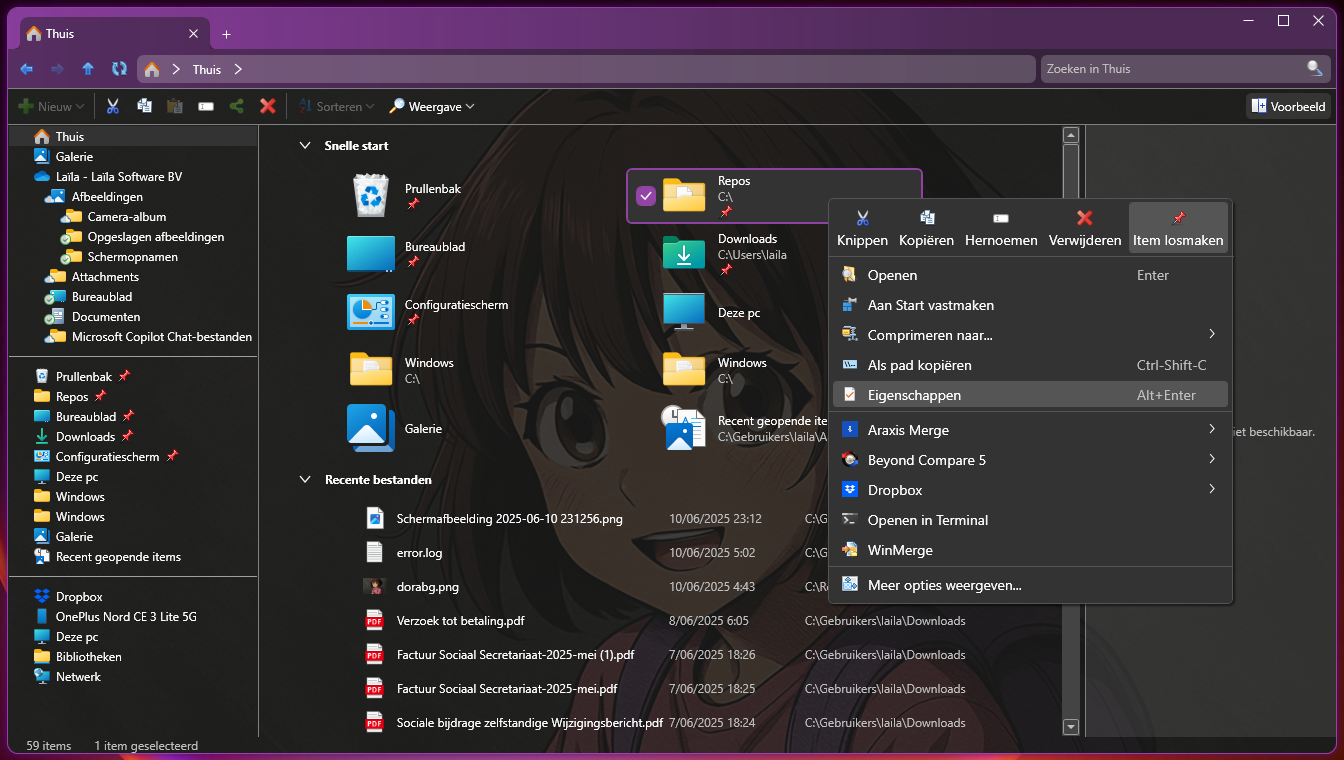 Thuis
Thuis
Zoeken in Thuis
Nieuw
Sorteren
Weergave
Voorbeeld
Thuis
Galerie
Laïla - Laïla Software BV
Afbeeldingen
Camera-album
Opgeslagen afbeeldingen
Schermopnamen
Attachments
Bureaublad
Documenten
Microsoft Copilot Chat-bestanden
Prullenbak
Repos
Bureaublad
Downloads
Configuratiescherm
Deze pc
Windows
Windows
Galerie
Recent geopende items
Dropbox
OnePlus Nord CE 3 Lite 5G
Deze pc
Bibliotheken
Netwerk
Snelle start
Prullenbak
Repos
C:\
Bureaublad
Downloads
C:\Users\laila
Configuratiescherm
Deze pc
Windows
C:\
Windows
C:\
Galerie
Recent geopende ite
C:\Gebruikers\laila\A
Recente bestanden
Schermafbeelding 2025-06-10 231256.png 10/06/2025 23:12 C:\G
error.log 10/06/2025 5:02 C:\G
dorabg.png 10/06/2025 4:43 C:\Re
Verzoek tot betaling.pdf 8/06/2025 6:05 C:\Gebruikers\laila\Downloads
Factuur Sociaal Secretariaat-2025-mei (1).pdf 7/06/2025 18:26 C:\Gebruikers\laila\Downloads
Factuur Sociaal Secretariaat-2025-mei.pdf 7/06/2025 18:25 C:\Gebruikers\laila\Downloads
Sociale bijdrage zelfstandige Wijzigingsbericht.pdf 7/06/2025 18:24 C:\Gebruikers\laila\Downloads
Knippen Kopiëren Hernoemen Verwijderen Item losmaken
Openen Enter
Aan Start vastmaken
Comprimeren naar...
Als pad kopiëren Ctrl-Shift-C
Eigenschappen Alt+Enter
Araxis Merge
Beyond Compare 5
Dropbox
Openen in Terminal
WinMerge
Meer opties weergeven...
iet beschikbaar.
59 items 1 item geselecteerd